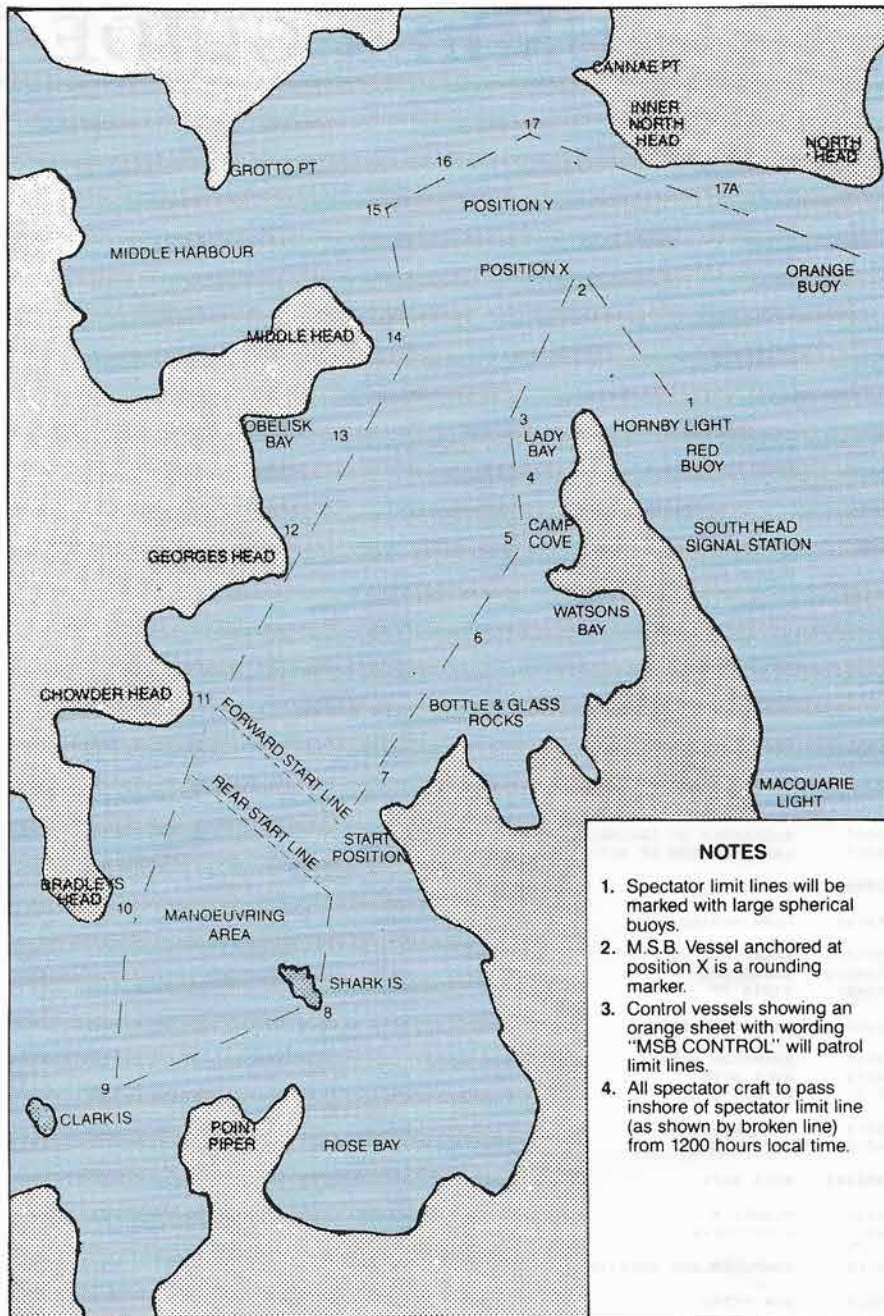 CANNAE PT
INNER
NORTH
HEAD
NORTH
HEAD
17
16
GROTTO PT
17A
15
POSITION Y
MIDDLE HARBOUR
POSITION X
ORANGE
BUOY
2
MIDDLE HEAD
14
1
HORNBY LIGHT
OBELISK
BAY
13
3
LADY
BAY
RED
BUOY
4
12
5
CAMP
COVE
SOUTH HEAD
SIGNAL STATION
GEORGES HEAD
WATSONS
BAY
6
CHOWDER HEAD
11
BOTTLE & GLASS
ROCKS
FORWARD START LINE
7
REAR START LINE
MACQUARIE
LIGHT
START
POSITION
BRADLEYS
HEAD
10
MANOEUVRING
AREA
SHARK IS
8
9
CLARK IS
POINT
PIPER
ROSE BAY
NOTES
1. Spectator limit lines will be
marked with large spherical
buoys.
2. M.S.B. Vessel anchored at
position X is a rounding
marker.
3. Control vessels showing an
orange sheet with wording
"MSB CONTROL" will patrol
limit lines.
4. All spectator craft to pass
inshore of spectator limit line
(as shown by broken line)
from 1200 hours local time.